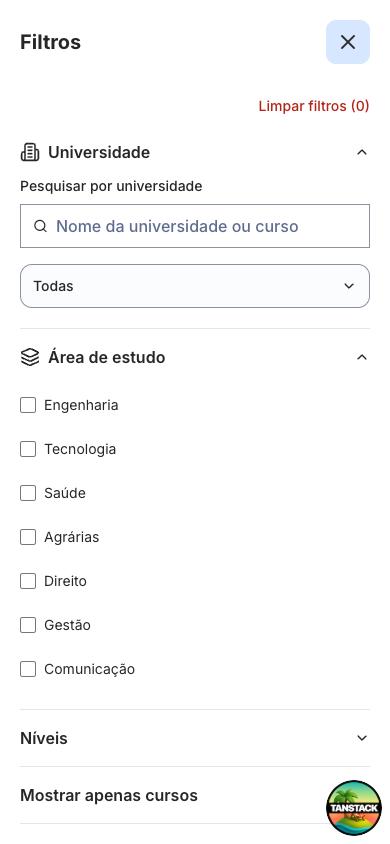 Filtros
Limpar filtros (0)
Universidade
Pesquisar por universidade
Nome da universidade ou curso
Todas
Área de estudo
Engenharia
Tecnologia
Saúde
Agrárias
Direito
Gestão
Comunicação
Níveis
Mostrar apenas cursos
TANSTACK